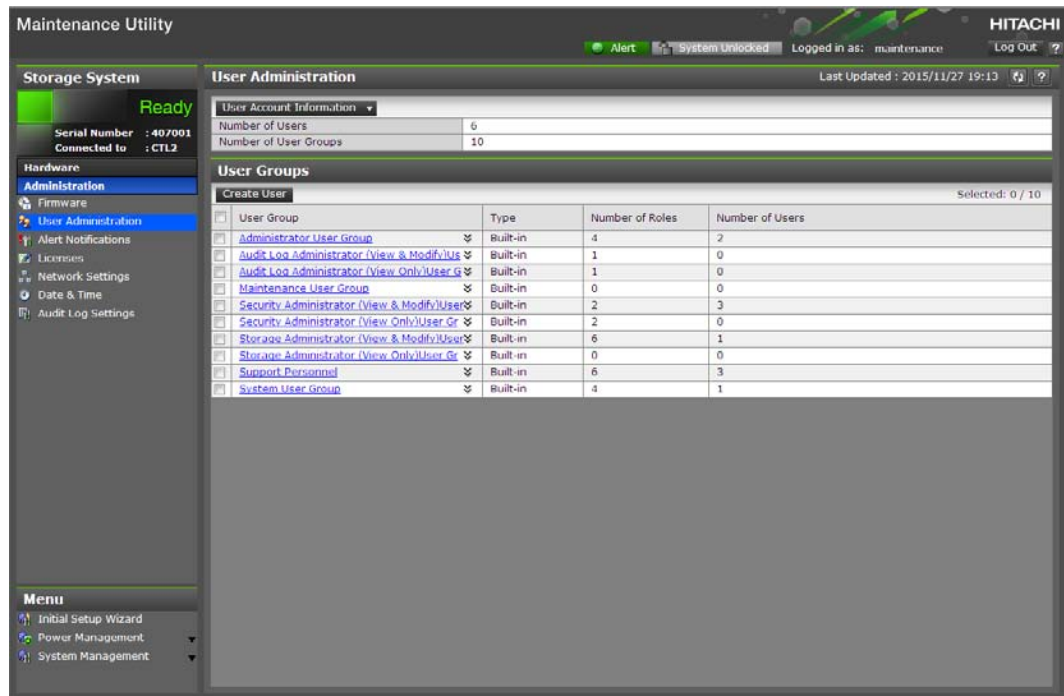 Maintenance Utility
HITACHI
Alert System Unlocked Logged in as: maintenance Log Out ?
Storage System
Ready
Serial Number : 407001
Connected to : CTL2
Hardware
Administration
Firmware
User Administration
Alert Notifications
Licenses
Network Settings
Date & Time
Audit Log Settings
Menu
Initial Setup Wizard
Power Management
System Management
User Administration Last Updated : 2015/11/27 19:13 ?
User Account Information
Number of Users 6
Number of User Groups 10
User Groups
Create User Selected: 0 / 10
User Group Type Number of Roles Number of Users
Administrator User Group Built-in 4 2
Audit Log Administrator (View & Modify)Us Built-in 1 0
Audit Log Administrator (View Only)User G Built-in 1 0
Maintenance User Group Built-in 0 0
Security Administrator (View & Modify)User Built-in 2 3
Security Administrator (View Only)User Gr Built-in 2 0
Storage Administrator (View & Modify)User Built-in 6 1
Storage Administrator (View Only)User Gr Built-in 0 0
Support Personnel Built-in 6 3
System User Group Built-in 4 1